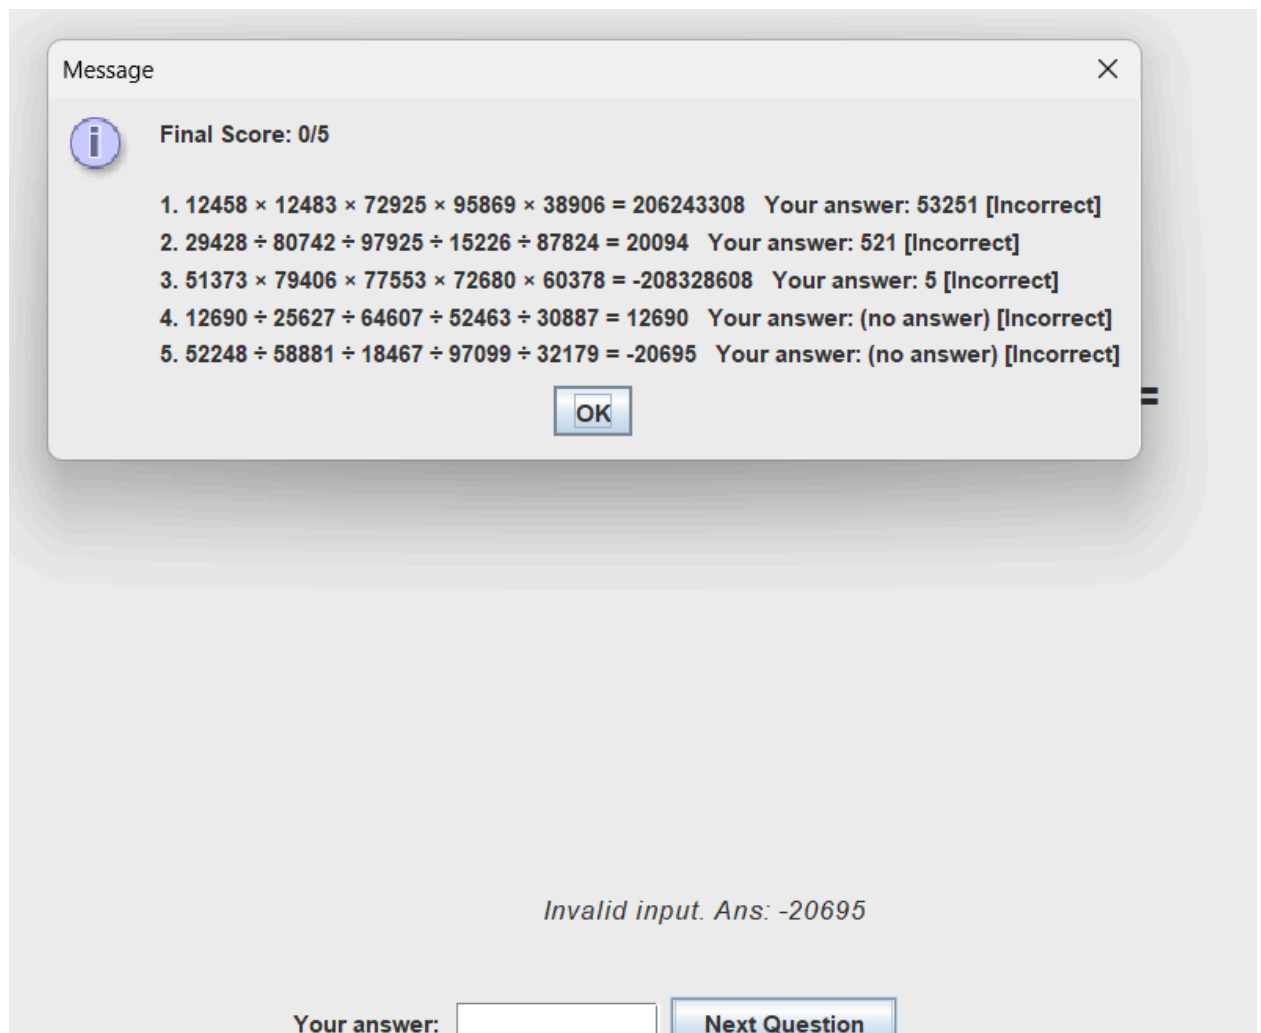 Message
Final Score: 0/5
1. 12458 × 12483 × 72925 × 95869 × 38906 = 206243308 Your answer: 53251 [Incorrect]
2. 29428 ÷ 80742 ÷ 97925 ÷ 15226 ÷ 87824 = 20094 Your answer: 521 [Incorrect]
3. 51373 × 79406 × 77553 × 72680 × 60378 = -208328608 Your answer: 5 [Incorrect]
4. 12690 ÷ 25627 ÷ 64607 ÷ 52463 ÷ 30887 = 12690 Your answer: (no answer) [Incorrect]
5. 52248 ÷ 58881 ÷ 18467 ÷ 97099 ÷ 32179 = -20695 Your answer: (no answer) [Incorrect]
=
OK
Invalid input. Ans: -20695
Your answer: Next Question